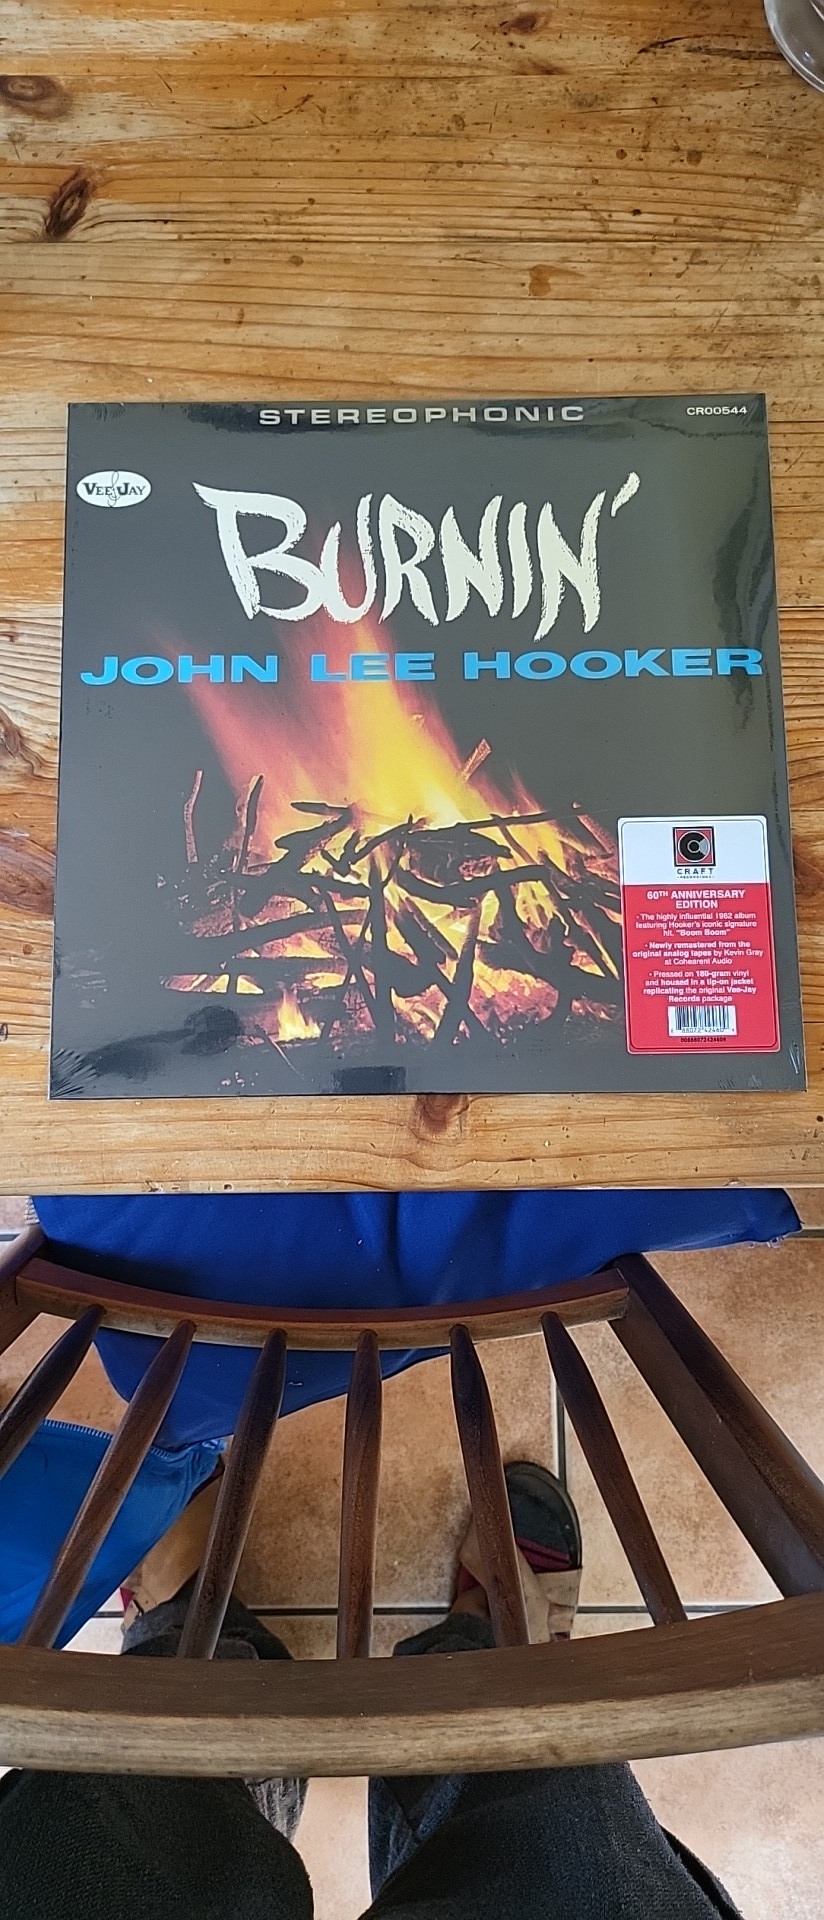 STEREOPHONIC
CR00544
VEE JAY
BURNIN'
JOHN LEE HOOKER
CRAFT
RECORDINGS
60TH ANNIVERSARY
EDITION
• The highly influential 1962 album
featuring Hooker's iconic signature
hit, "Boom Boom"
• Newly remastered from the
original analog tapes by Kevin Gray
at Cohearent Audio
• Pressed on 180-gram vinyl
and housed in a tip-on jacket
replicating the original Vee-Jay
Records package